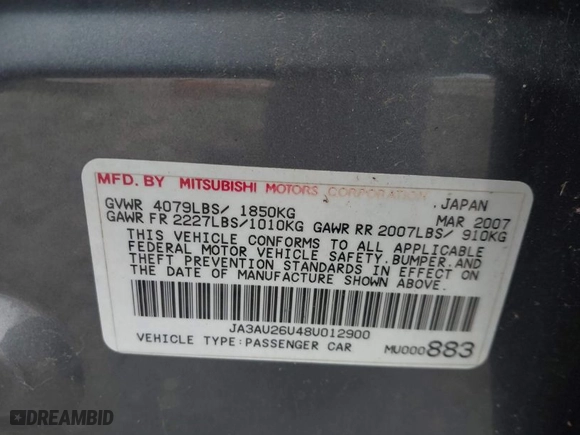 MFD. BY MITSUBISHI MOTORS CORPORATION JAPAN
GVWR 4079LBS/ 1850KG MAR 2007
GAWR FR 2227LBS/1010KG GAWR RR 2007LBS/ 910KG
THIS VEHICLE CONFORMS TO ALL APPLICABLE
FEDERAL MOTOR VEHICLE SAFETY,BUMPER,AND
THEFT PREVENTION STANDARDS IN EFFECT ON
THE DATE OF MANUFACTURE SHOWN ABOVE.
JA3AU26U48U012900
VEHICLE TYPE:PASSENGER CAR MU000883
DREAMBID